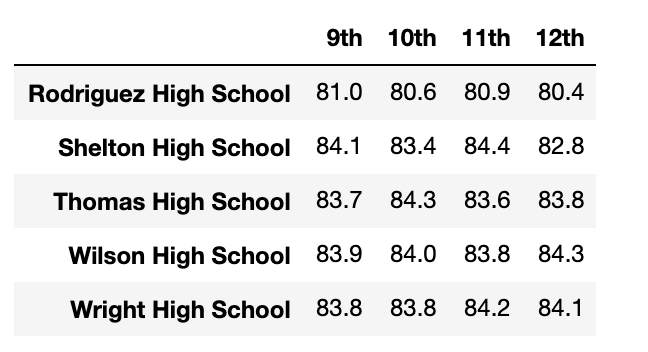 9th 10th 11th 12th
Rodriguez High School 81.0 80.6 80.9 80.4
Shelton High School 84.1 83.4 84.4 82.8
Thomas High School 83.7 84.3 83.6 83.8
Wilson High School 83.9 84.0 83.8 84.3
Wright High School 83.8 83.8 84.2 84.1